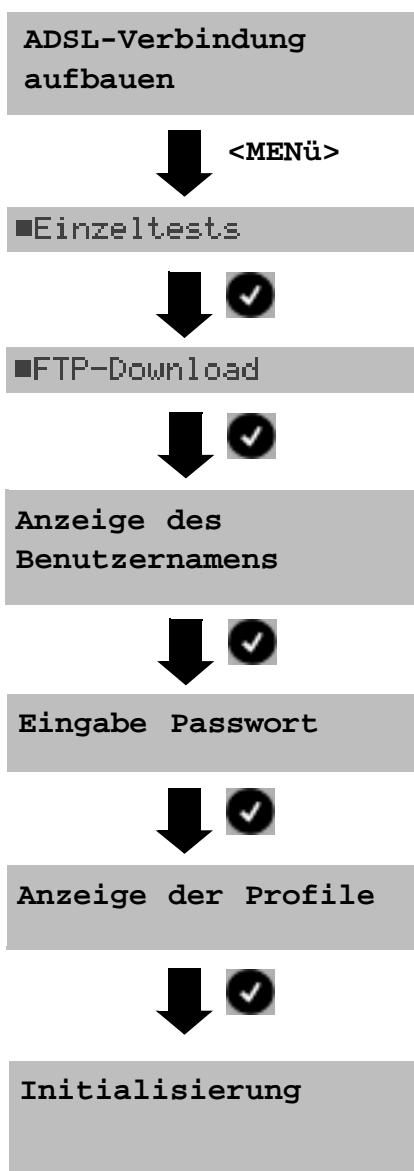 ADSL-Verbindung
aufbauen
<MENü>
■Einzeltests
■FTP-Download
Anzeige des
Benutzernamens
Eingabe Passwort
Anzeige der Profile
Initialisierung